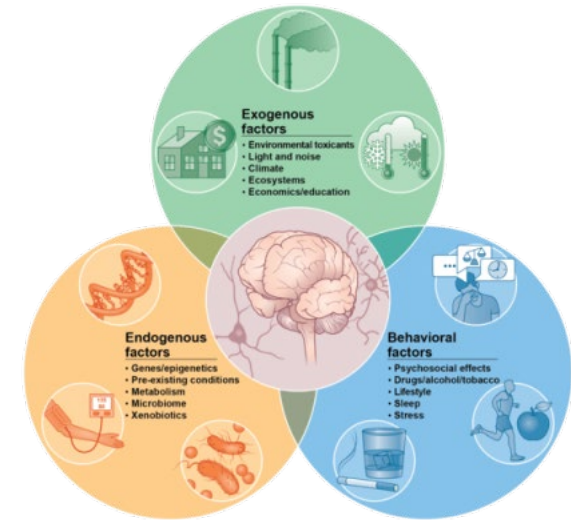 $
Exogenous
factors
• Environmental toxicants
• Light and noise
• Climate
• Ecosystems
• Economics/education
Endogenous
factors
• Genes/epigenetics
• Pre-existing conditions
• Metabolism
• Microbiome
• Xenobiotics
Behavioral
factors
• Psychosocial effects
• Drugs/alcohol/tobacco
• Lifestyle
• Sleep
• Stress